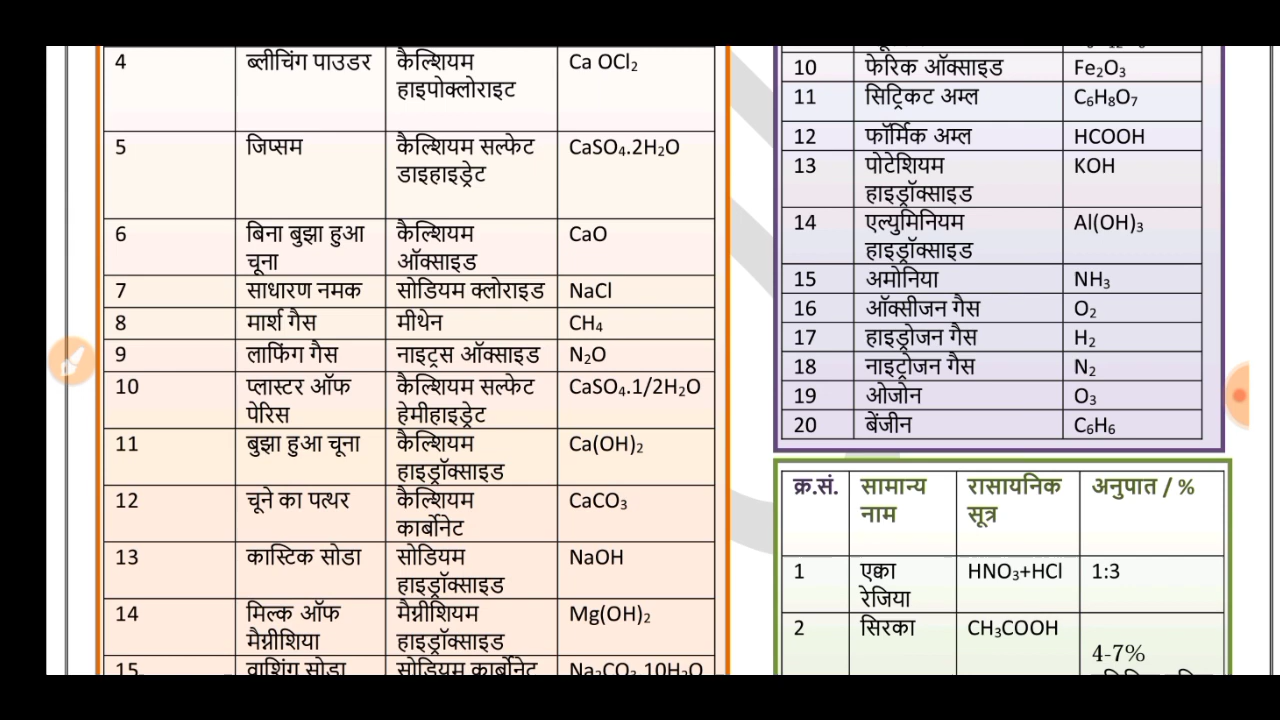 4 ब्लीचिंग पाउडर कैल्शियम Ca OCl₂
हाइपोक्लोराइट
5 जिप्सम कैल्शियम सल्फेट CaSO₄.2H₂O
डाइहाइड्रेट
6 बिना बुझा हुआ कैल्शियम CaO
चूना ऑक्साइड
7 साधारण नमक सोडियम क्लोराइड NaCl
8 मार्श गैस मीथेन CH₄
9 लाफिंग गैस नाइट्रस ऑक्साइड N₂O
10 प्लास्टर ऑफ कैल्शियम सल्फेट CaSO₄.1/2H₂O
पेरिस हेमीहाइड्रेट
11 बुझा हुआ चूना कैल्शियम Ca(OH)₂
हाइड्रॉक्साइड
12 चूने का पत्थर कैल्शियम CaCO₃
कार्बोनेट
13 कास्टिक सोडा सोडियम NaOH
हाइड्रॉक्साइड
14 मिल्क ऑफ मैग्नीशियम Mg(OH)₂
मैग्नीशिया हाइड्रॉक्साइड
15. वाशिंग सोडा सोडियम कार्बोनेट Na₂CO₃.10H₂O
10 फेरिक ऑक्साइड Fe₂O₃
11 सिट्रिकट अम्ल C₆H₈O₇
12 फॉर्मिक अम्ल HCOOH
13 पोटेशियम KOH
हाइड्रॉक्साइड
14 एल्युमिनियम Al(OH)₃
हाइड्रॉक्साइड
15 अमोनिया NH₃
16 ऑक्सीजन गैस O₂
17 हाइड्रोजन गैस H₂
18 नाइट्रोजन गैस N₂
19 ओजोन O₃
20 बेंजीन C₆H₆
क्र.सं. सामान्य रासायनिक अनुपात / %
नाम सूत्र
1 एक्वा HNO₃+HCl 1:3
रेजिया
2 सिरका CH₃COOH
4-7%